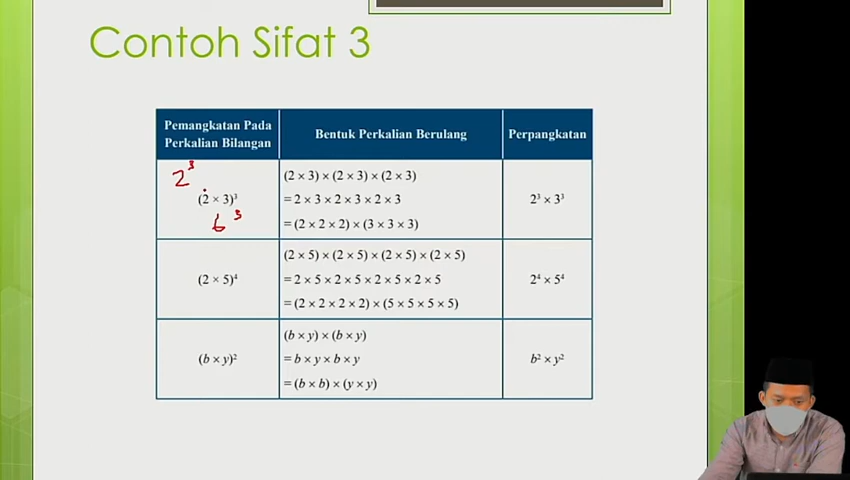 Contoh Sifat 3
Pemangkatan Pada
Perkalian Bilangan
Bentuk Perkalian Berulang
Perpangkatan
2³
(2 × 3)³
6³
(2 × 3) × (2 × 3) × (2 × 3)
= 2 × 3 × 2 × 3 × 2 × 3
= (2 × 2 × 2) × (3 × 3 × 3)
2³ × 3³
(2 × 5)⁴
(2 × 5) × (2 × 5) × (2 × 5) × (2 × 5)
= 2 × 5 × 2 × 5 × 2 × 5 × 2 × 5
= (2 × 2 × 2 × 2) × (5 × 5 × 5 × 5)
2⁴ × 5⁴
(b × y)²
(b × y) × (b × y)
= b × y × b × y
= (b × b) × (y × y)
b² × y²